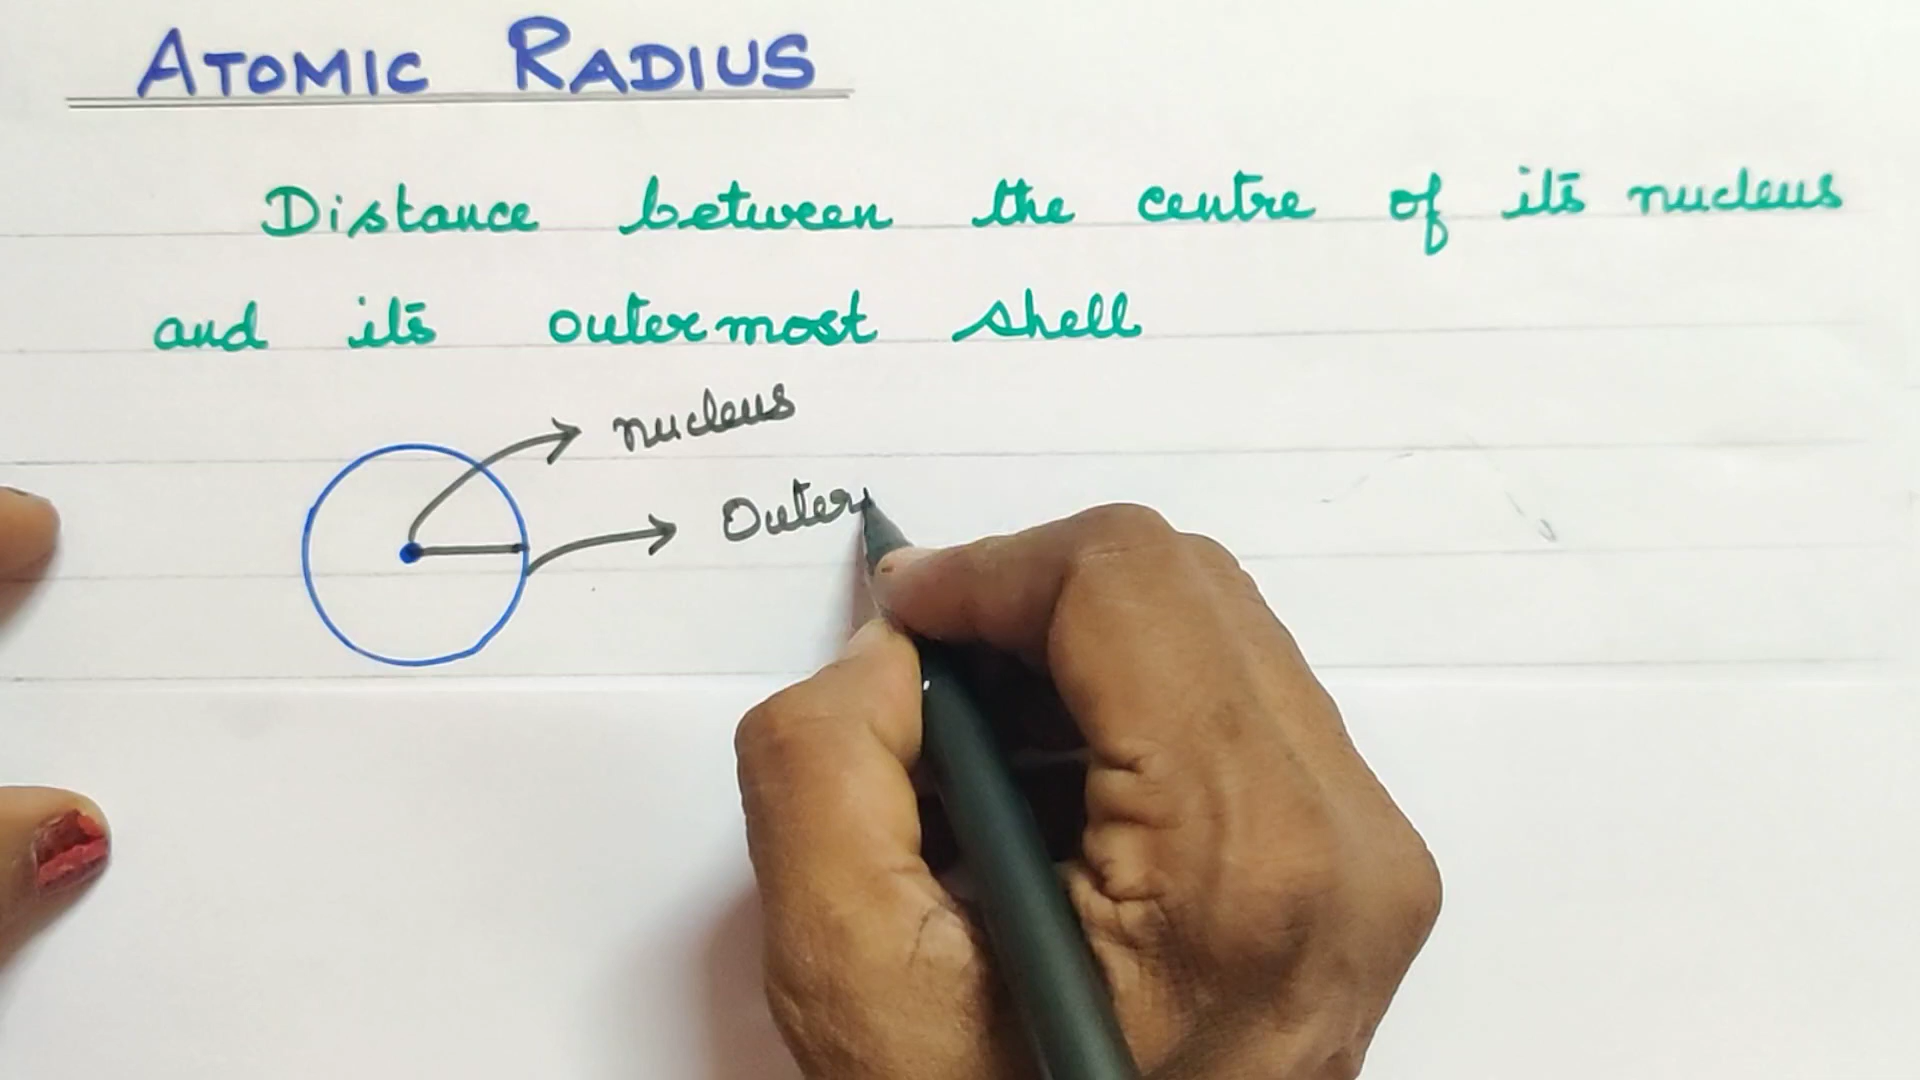 ATOMIC RADIUS
Distance between the centre of its nucleus
and its outermost shell
nucleus
Outer